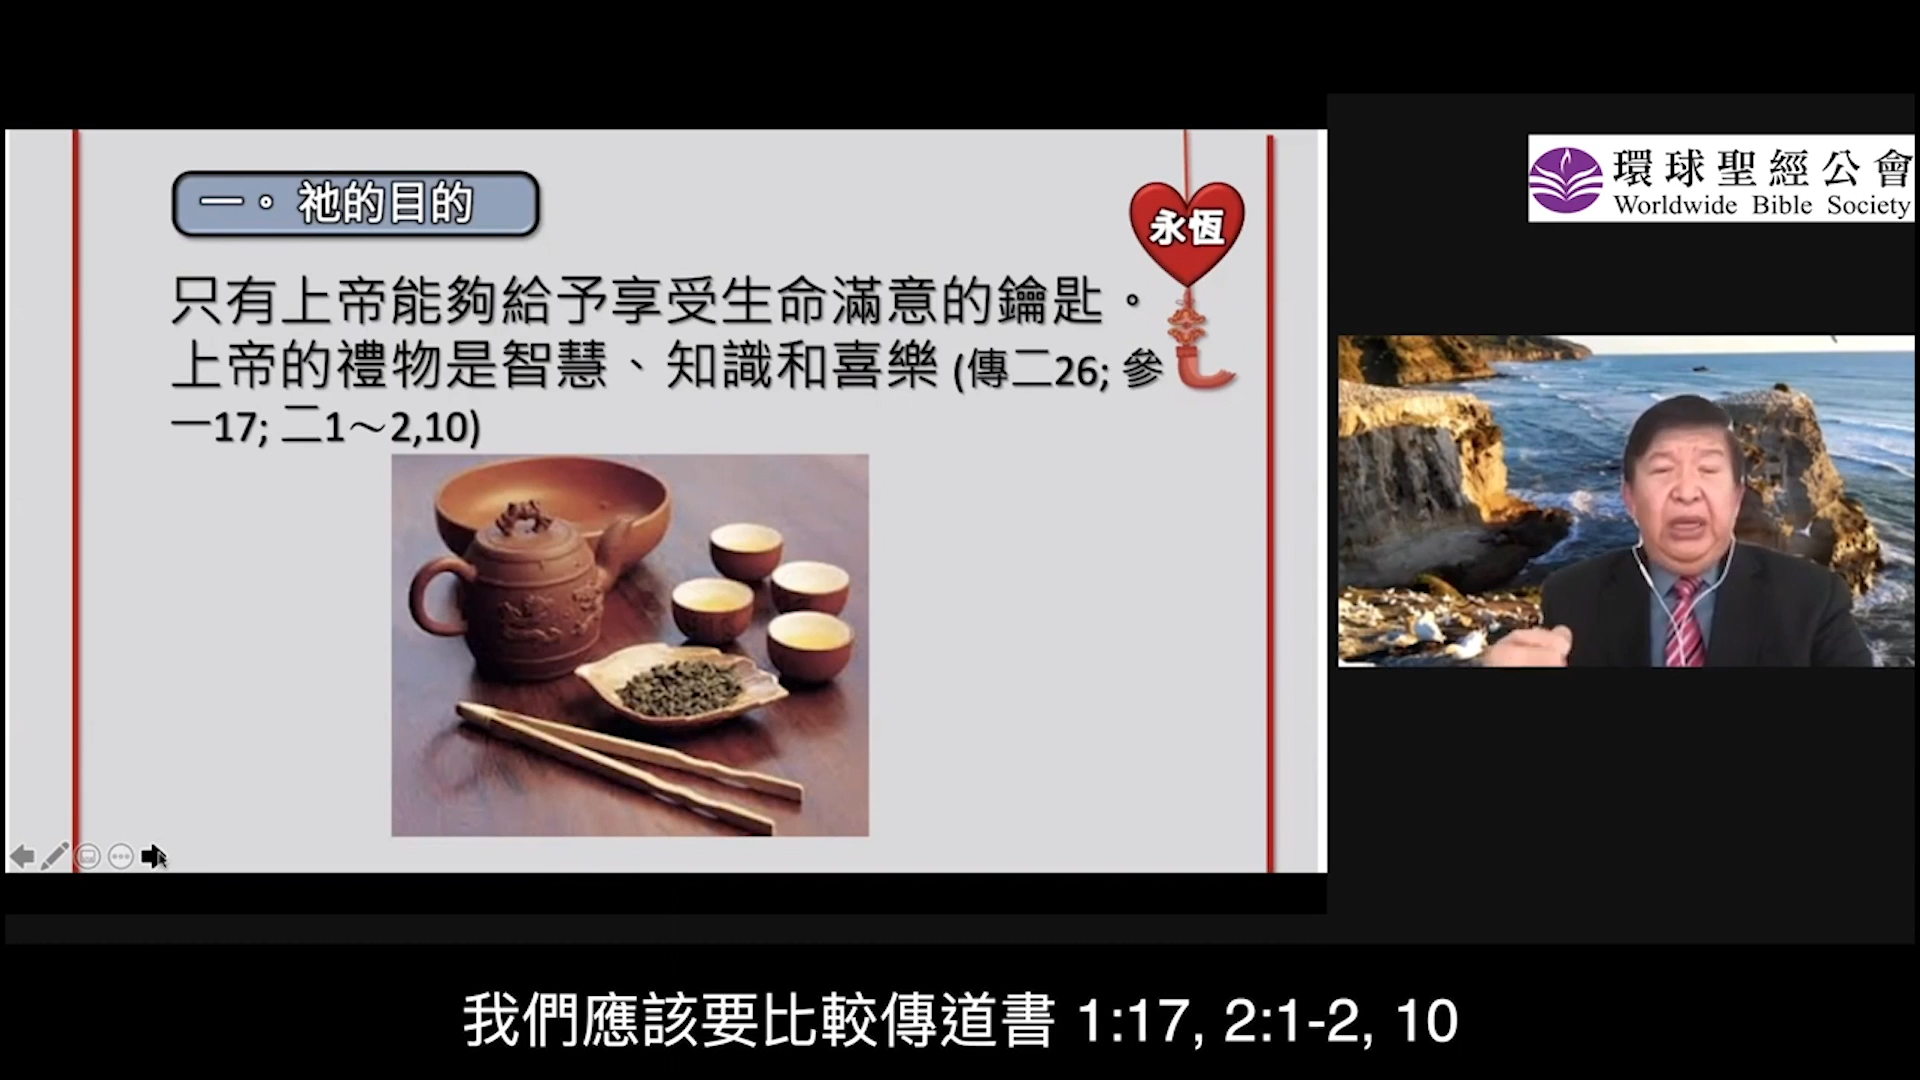 一。 祂的目的
永恆
只有上帝能夠給予享受生命滿意的鑰匙。
上帝的禮物是智慧、知識和喜樂 (傳二26; 參
一17; 二1～2,10)
環球聖經公會
Worldwide Bible Society
我們應該要比較傳道書 1:17, 2:1-2, 10